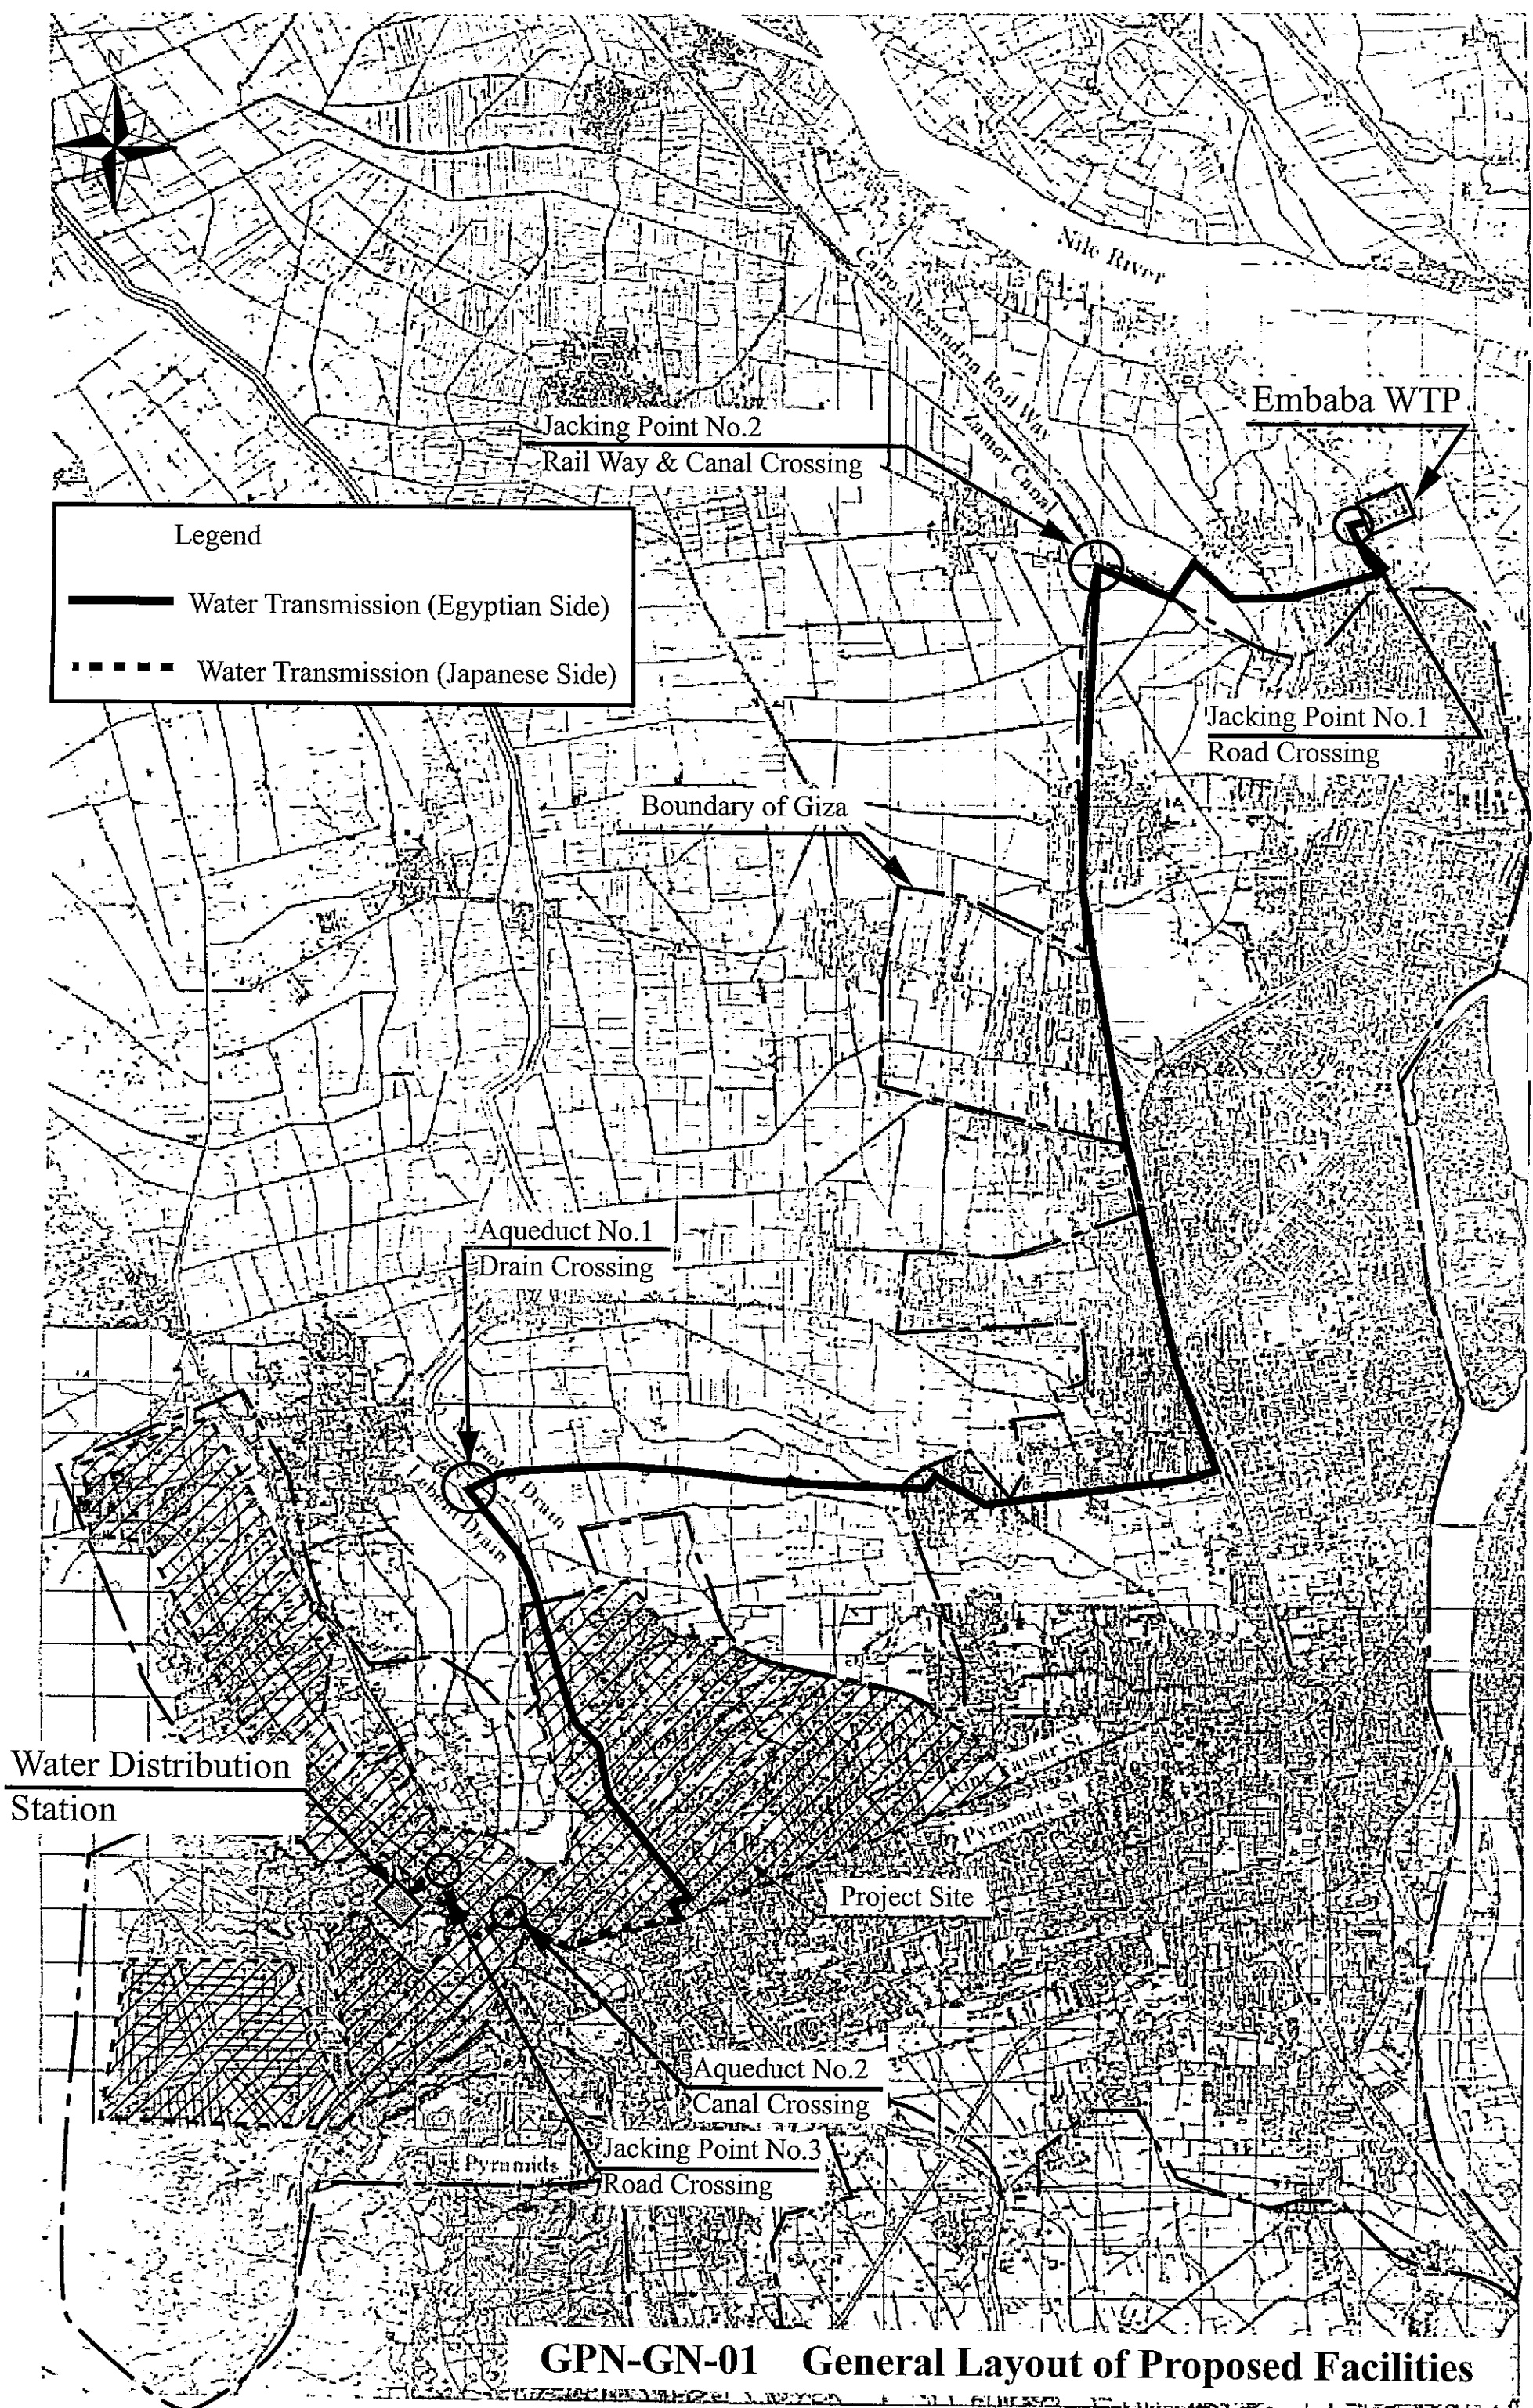 N
Nile River
Cairo Alexandria Rail Way
Zamor Canal
Embaba WTP
Jacking Point No.2
Rail Way & Canal Crossing
Legend
Water Transmission (Egyptian Side)
Water Transmission (Japanese Side)
Jacking Point No.1
Road Crossing
Boundary of Giza
Aqueduct No.1
Drain Crossing
Drain
Drain
Water Distribution
Station
Faisar St
Pyramids St
Project Site
Aqueduct No.2
Canal Crossing
Jacking Point No.3
Road Crossing
Pyramids
GPN-GN-01 General Layout of Proposed Facilities